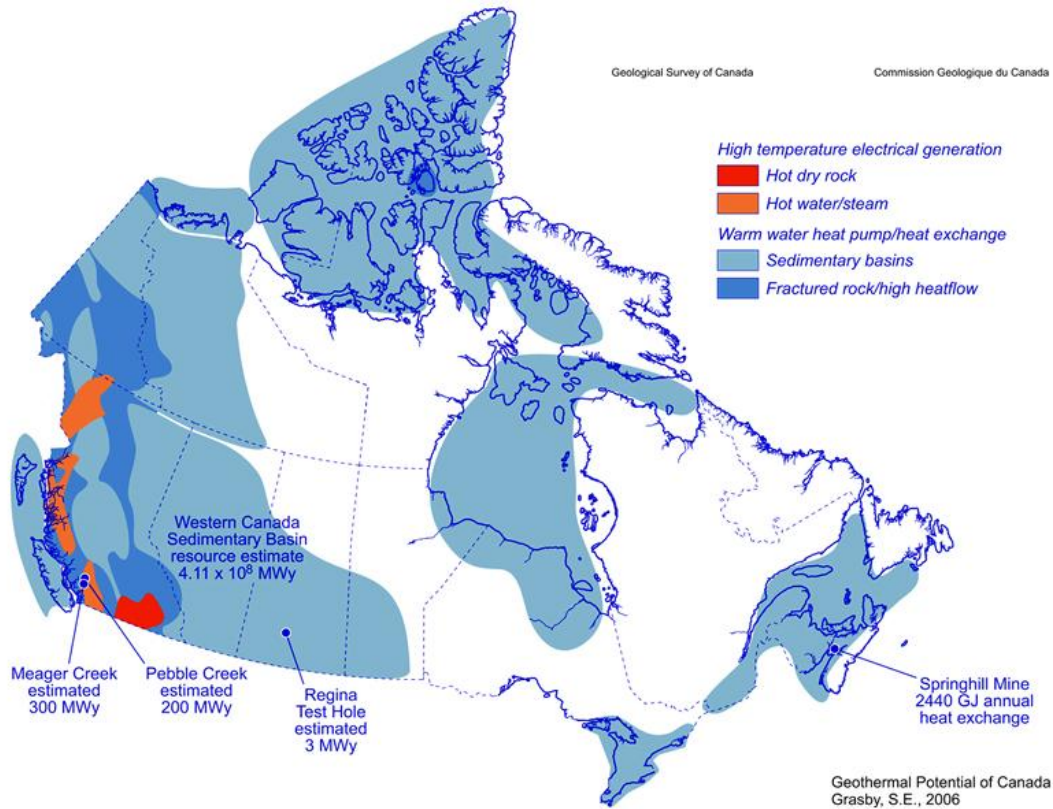 Geological Survey of Canada
Commission Geologique du Canada
High temperature electrical generation
Hot dry rock
Hot water/steam
Warm water heat pump/heat exchange
Sedimentary basins
Fractured rock/high heatflow
Western Canada
Sedimentary Basin
resource estimate
4.11 x 10⁸ MWy
Meager Creek
estimated
300 MWy
Pebble Creek
estimated
200 MWy
Regina
Test Hole
estimated
3 MWy
Springhill Mine
2440 GJ annual
heat exchange
Geothermal Potential of Canada
Grasby, S.E., 2006